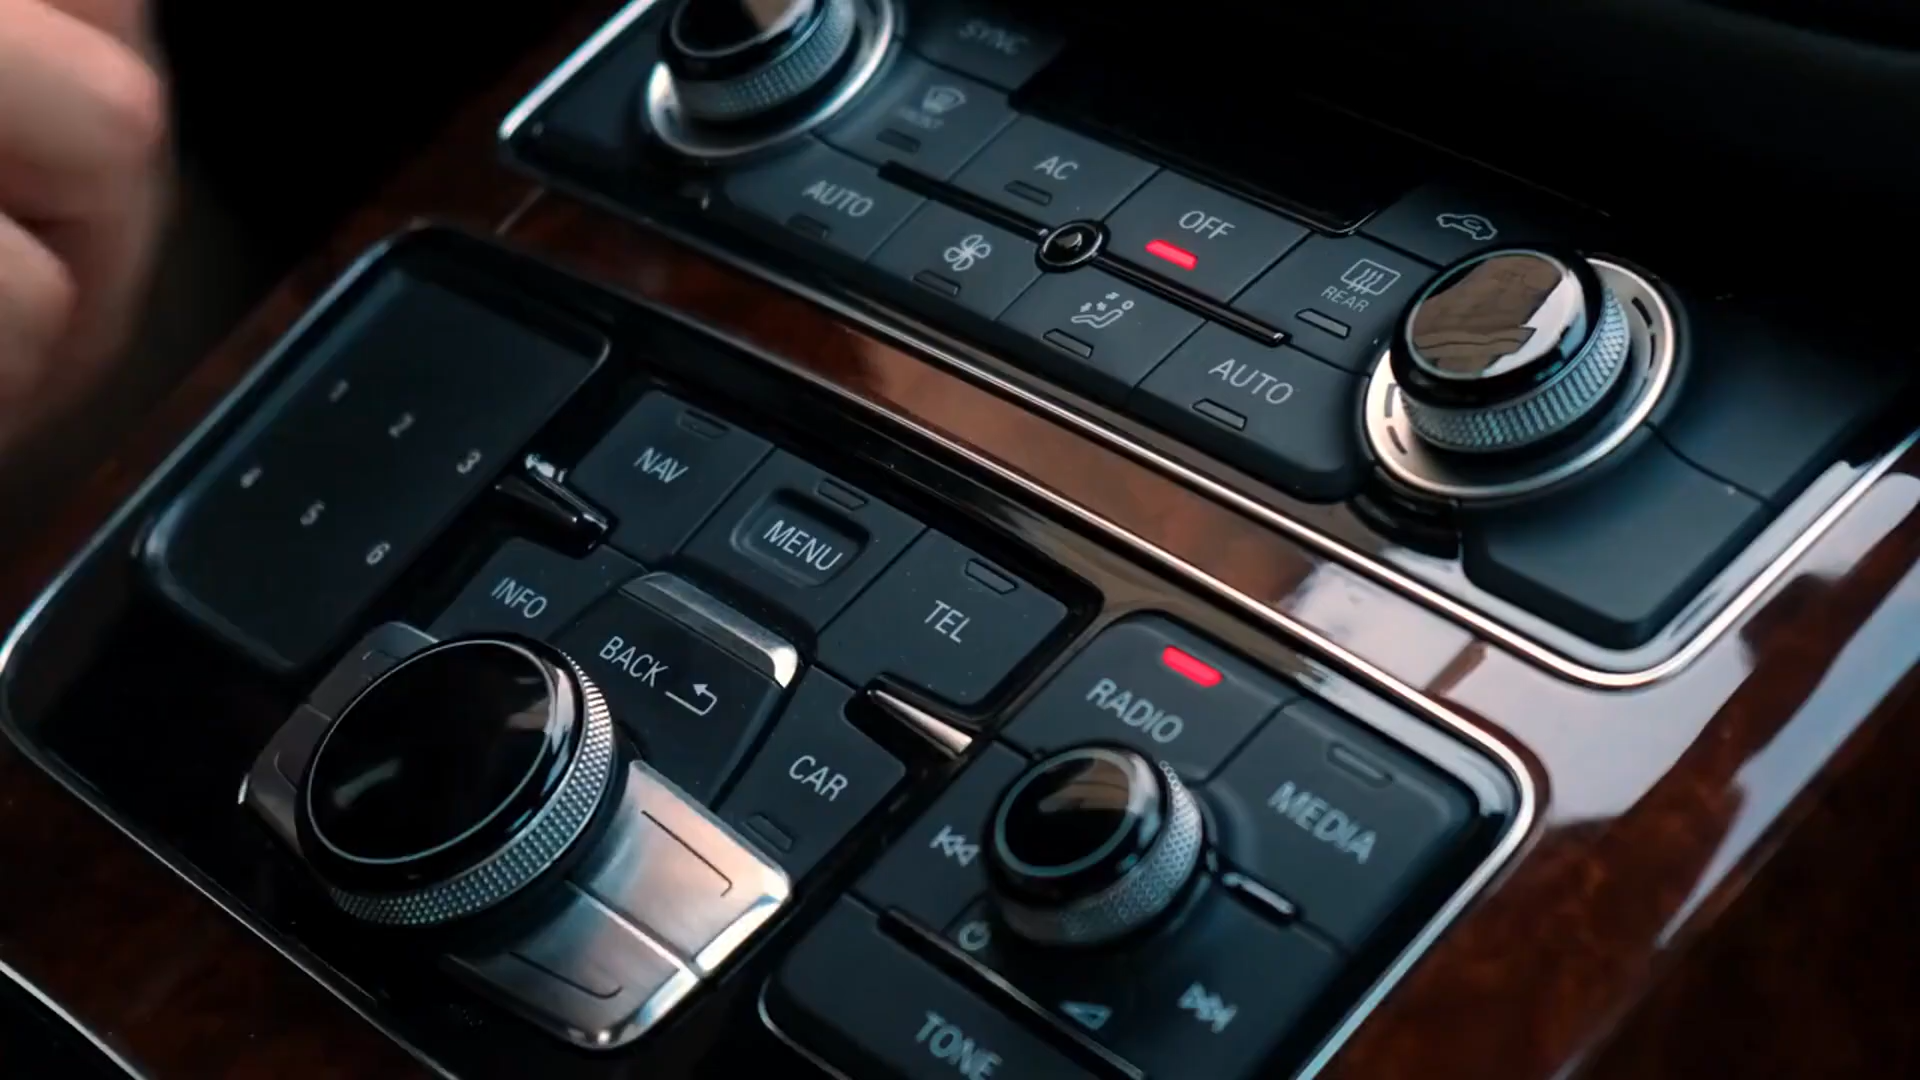 SYNC
FRONT
AC
AUTO
OFF
REAR
AUTO
1
2
3
4
5
6
NAV
MENU
TEL
INFO
BACK
CAR
RADIO
MEDIA
TONE